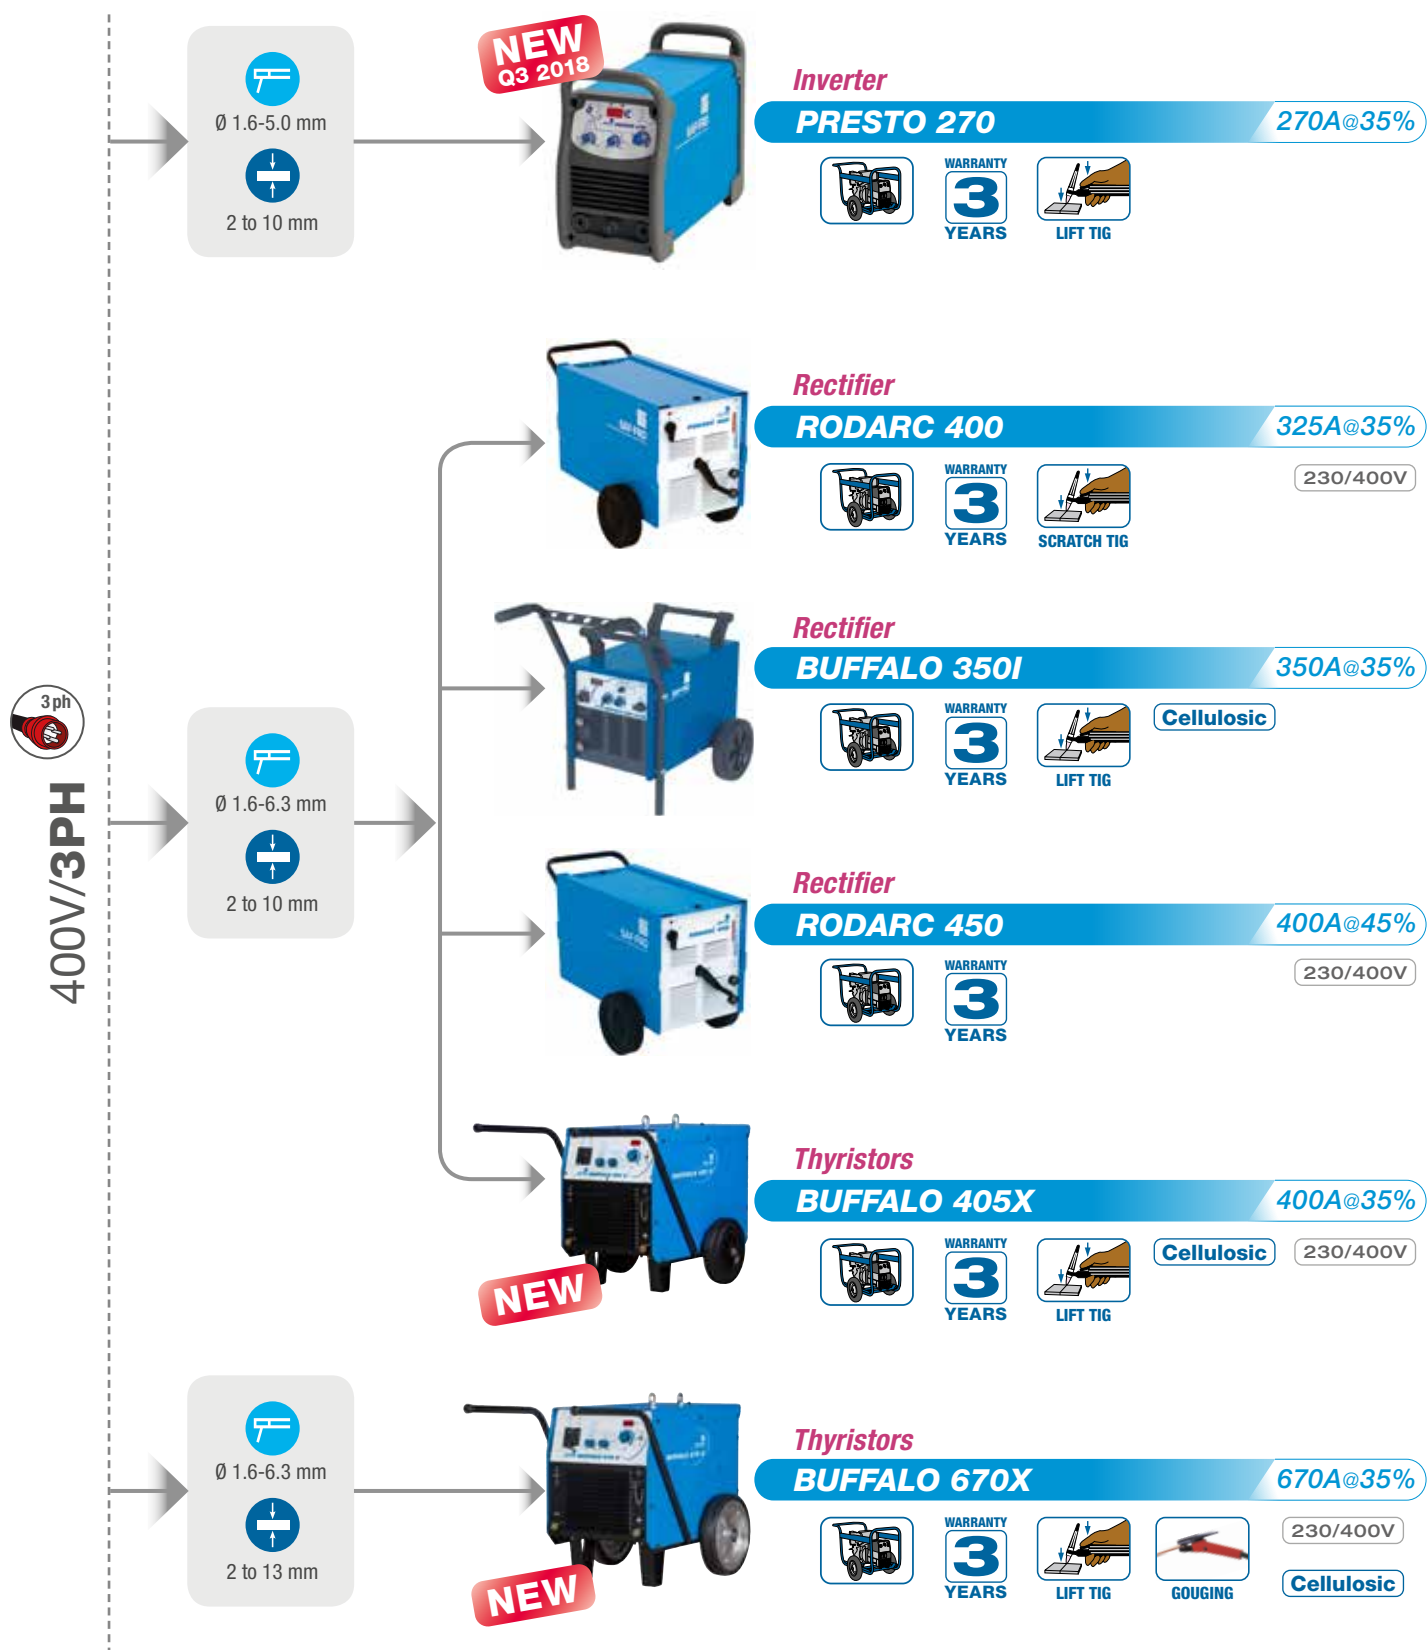 3 ph
400V/3PH
Ø 1.6-5.0 mm
2 to 10 mm
NEW
Q3 2018
Inverter
PRESTO 270
270A@35%
WARRANTY
3
YEARS
LIFT TIG
Ø 1.6-6.3 mm
2 to 10 mm
Rectifier
RODARC 400
325A@35%
230/400V
WARRANTY
3
YEARS
SCRATCH TIG
Rectifier
BUFFALO 350I
350A@35%
WARRANTY
3
YEARS
LIFT TIG
Cellulosic
Rectifier
RODARC 450
400A@45%
230/400V
WARRANTY
3
YEARS
NEW
Thyristors
BUFFALO 405X
400A@35%
WARRANTY
3
YEARS
LIFT TIG
Cellulosic
230/400V
Ø 1.6-6.3 mm
2 to 13 mm
NEW
Thyristors
BUFFALO 670X
670A@35%
WARRANTY
3
YEARS
LIFT TIG
GOUGING
230/400V
Cellulosic